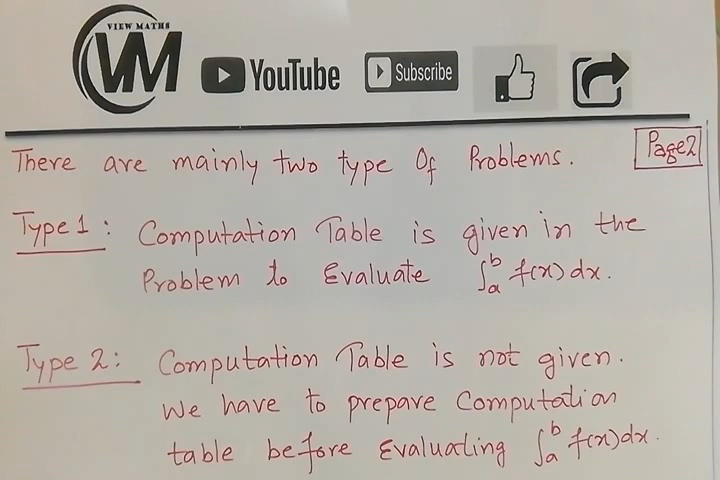 VIEW MATHS
VM
YouTube
Subscribe
There are mainly two type Of Problems.
Page2
Type 1 : Computation Table is given in the
Problem to Evaluate ∫ₐᵇ f(x) dx.
Type 2 : Computation Table is not given.
We have to prepare Computation
table before Evaluating ∫ₐᵇ f(x)dx.